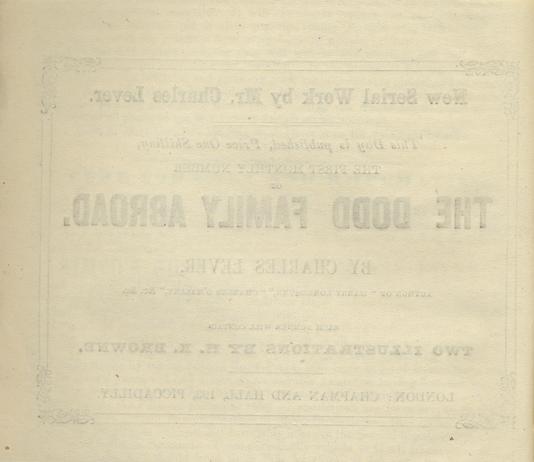 New Serial Work by Mr. Charles Lever.
This Day is published, Price One Shilling,
THE FIRST MONTHLY NUMBER
OF
THE DODD FAMILY ABROAD.
BY CHARLES LEVER,
AUTHOR OF "HARRY LORREQUER," "CHARLES O'MALLEY," &c. &c.
EACH NUMBER WILL CONTAIN
TWO ILLUSTRATIONS BY H. K. BROWNE.
LONDON: CHAPMAN AND HALL, 193, PICCADILLY.